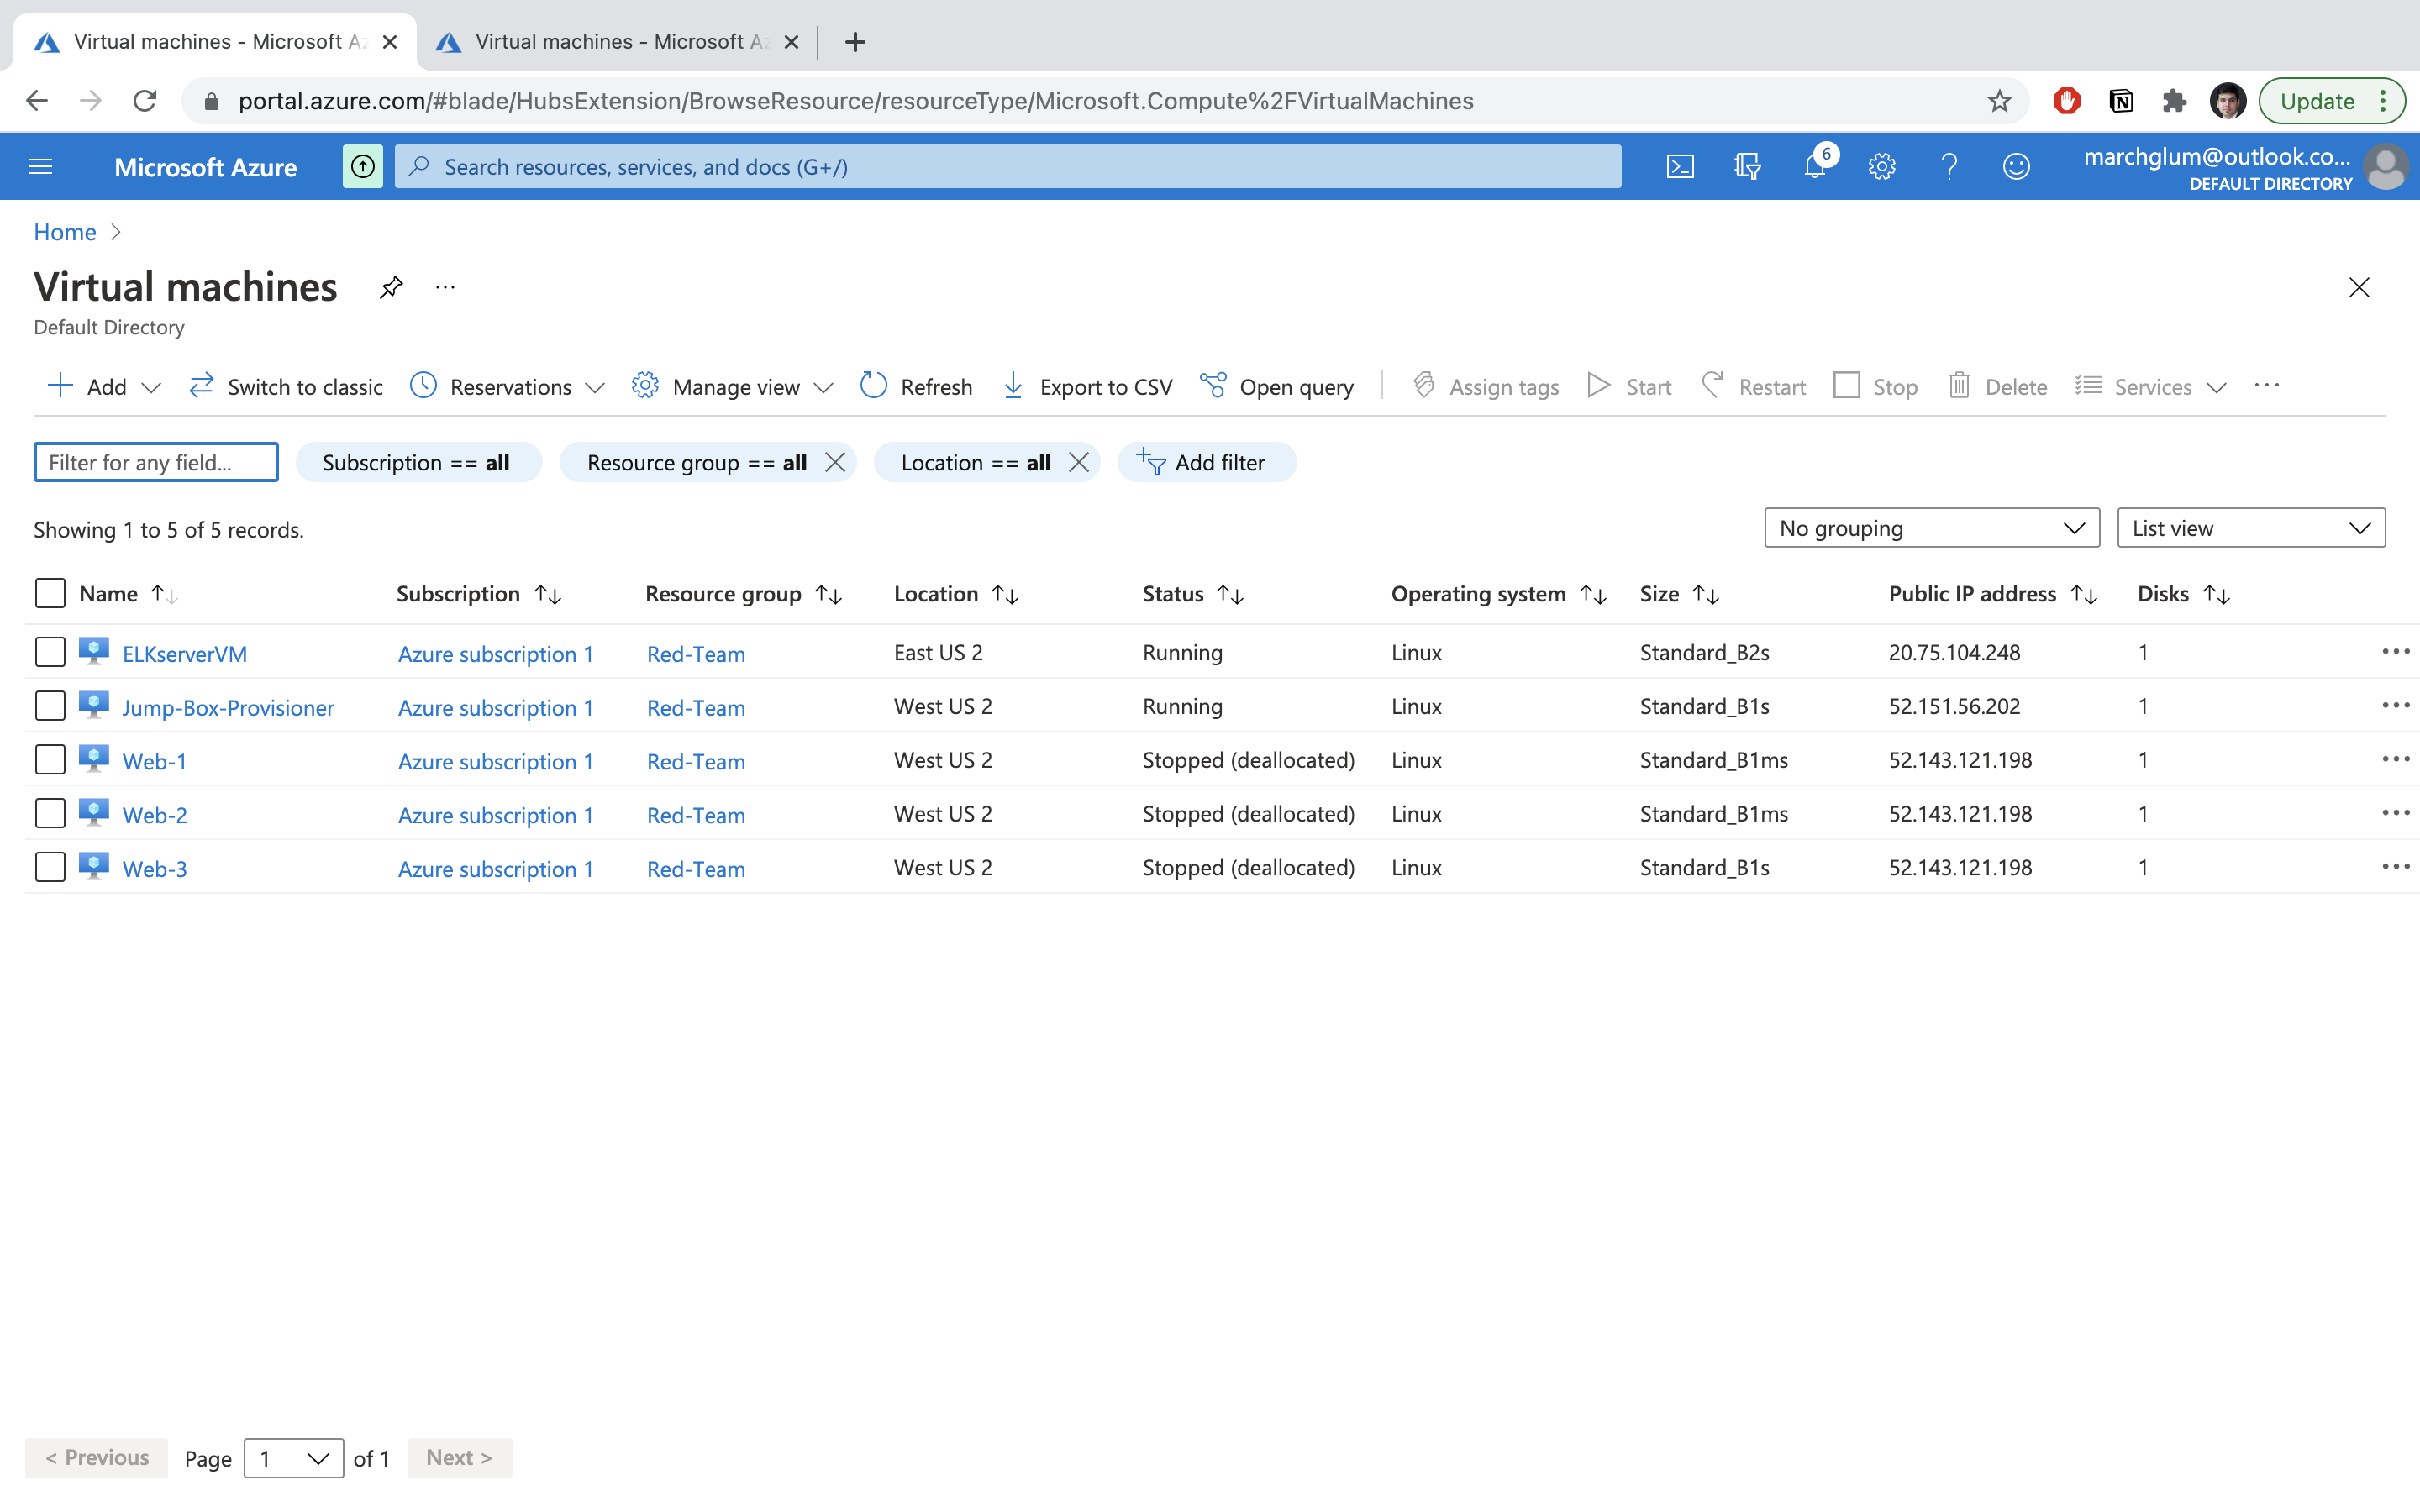 Virtual machines - Microsoft Az
Virtual machines - Microsoft Az
portal.azure.com/#blade/HubsExtension/BrowseResource/resourceType/Microsoft.Compute%2FVirtualMachines
Update
Microsoft Azure
Search resources, services, and docs (G+/)
6
marchglum@outlook.co...
DEFAULT DIRECTORY
Home
Virtual machines
Default Directory
Add Switch to classic Reservations Manage view Refresh Export to CSV Open query Assign tags Start Restart Stop Delete Services
Filter for any field... Subscription == all Resource group == all Location == all Add filter
Showing 1 to 5 of 5 records. No grouping List view
Name Subscription Resource group Location Status Operating system Size Public IP address Disks
ELKserverVM Azure subscription 1 Red-Team East US 2 Running Linux Standard_B2s 20.75.104.248 1
Jump-Box-Provisioner Azure subscription 1 Red-Team West US 2 Running Linux Standard_B1s 52.151.56.202 1
Web-1 Azure subscription 1 Red-Team West US 2 Stopped (deallocated) Linux Standard_B1ms 52.143.121.198 1
Web-2 Azure subscription 1 Red-Team West US 2 Stopped (deallocated) Linux Standard_B1ms 52.143.121.198 1
Web-3 Azure subscription 1 Red-Team West US 2 Stopped (deallocated) Linux Standard_B1s 52.143.121.198 1
< Previous Page 1 of 1 Next >